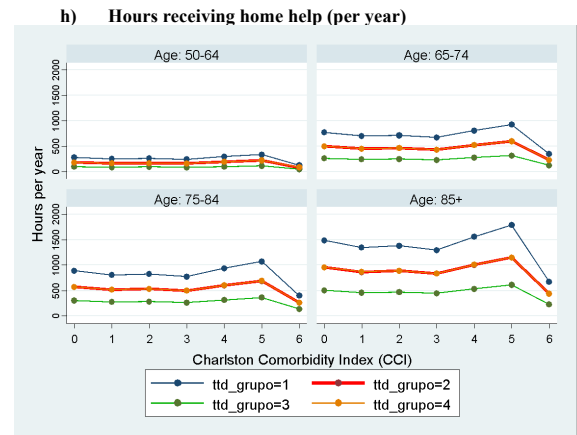 h) Hours receiving home help (per year)
Age: 50-64 Age: 65-74
2000
1500
1000
500
0
Age: 75-84 Age: 85+
2000
1500
1000
500
0
Hours per year
0 1 2 3 4 5 6 0 1 2 3 4 5 6
Charlston Comorbidity Index (CCI)
ttd_grupo=1 ttd_grupo=2
ttd_grupo=3 ttd_grupo=4